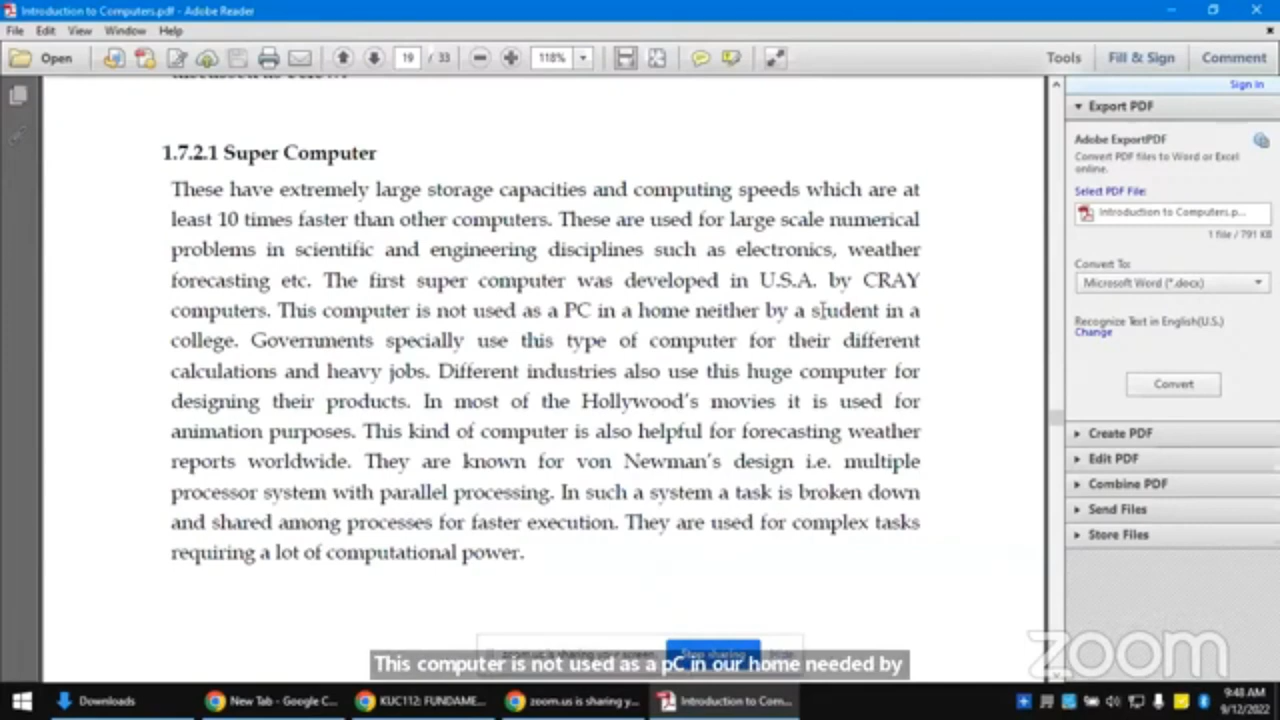 Introduction to Computers.pdf - Adobe Reader
File Edit View Window Help
Open 19 / 33 118% Tools Fill & Sign Comment
Sign In
Export PDF
Adobe ExportPDF
Convert PDF files to Word or Excel
online.
Select PDF File:
Introduction to Computers.p...
1 file / 791 KB
Convert To:
Microsoft Word (*.docx)
Recognize Text in English(U.S.)
Change
Convert
Create PDF
Edit PDF
Combine PDF
Send Files
Store Files
1.7.2.1 Super Computer
These have extremely large storage capacities and computing speeds which are at
least 10 times faster than other computers. These are used for large scale numerical
problems in scientific and engineering disciplines such as electronics, weather
forecasting etc. The first super computer was developed in U.S.A. by CRAY
computers. This computer is not used as a PC in a home neither by a student in a
college. Governments specially use this type of computer for their different
calculations and heavy jobs. Different industries also use this huge computer for
designing their products. In most of the Hollywood's movies it is used for
animation purposes. This kind of computer is also helpful for forecasting weather
reports worldwide. They are known for von Newman's design i.e. multiple
processor system with parallel processing. In such a system a task is broken down
and shared among processes for faster execution. They are used for complex tasks
requiring a lot of computational power.
zoom.us is sharing your screen. Stop sharing Hide
This computer is not used as a pC in our home needed by
zoom
Downloads New Tab - Google C... KUC112: FUNDAME... zoom.us is sharing y... Introduction to Com...
9:48 AM
9/12/2022